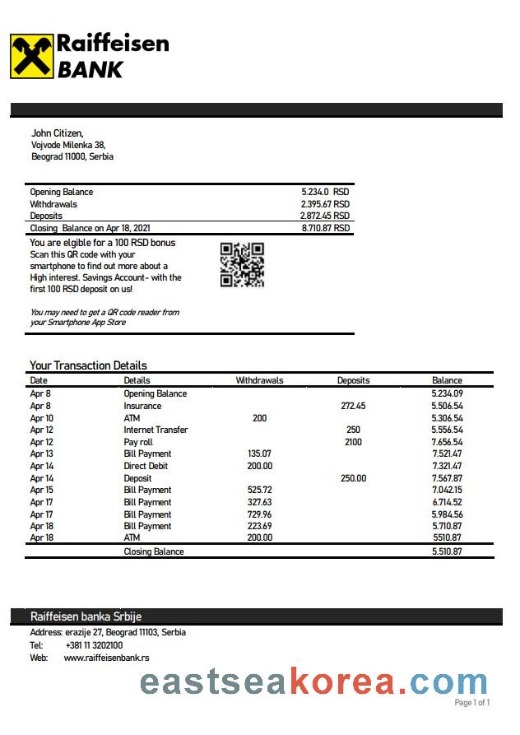 Raiffeisen
BANK
John Citizen,
Vojvode Milenka 38,
Beograd 11000, Serbia
Opening Balance 5.234.0 RSD
Withdrawals 2.395.67 RSD
Deposits 2.872.45 RSD
Closing Balance on Apr 18, 2021 8.710.87 RSD
You are elgible for a 100 RSD bonus
Scan this QR code with your
smartphone to find out more about a
High interest. Savings Account- with the
first 100 RSD deposit on us!
You may need to get a QR code reader from
your Smartphone App Store
Your Transaction Details
Date Details Withdrawals Deposits Balance
Apr 8 Opening Balance 5.234.09
Apr 8 Insurance 272.45 5.506.54
Apr 10 ATM 200 5.306.54
Apr 12 Internet Transfer 250 5.556.54
Apr 12 Pay roll 2100 7.656.54
Apr 13 Bill Payment 135.07 7.521.47
Apr 14 Direct Debit 200.00 7.321.47
Apr 14 Deposit 250.00 7.567.87
Apr 15 Bill Payment 525.72 7.042.15
Apr 17 Bill Payment 327.63 6.714.52
Apr 17 Bill Payment 729.96 5.984.56
Apr 18 Bill Payment 223.69 5.710.87
Apr 18 ATM 200.00 5510.87
Closing Balance 5.510.87
Raiffeisen banka Srbije
Address: erazije 27, Beograd 11103, Serbia
Tel: +381 11 3202100
Web: www.raiffeisenbank.rs
eastseakorea.com
Page 1 of 1